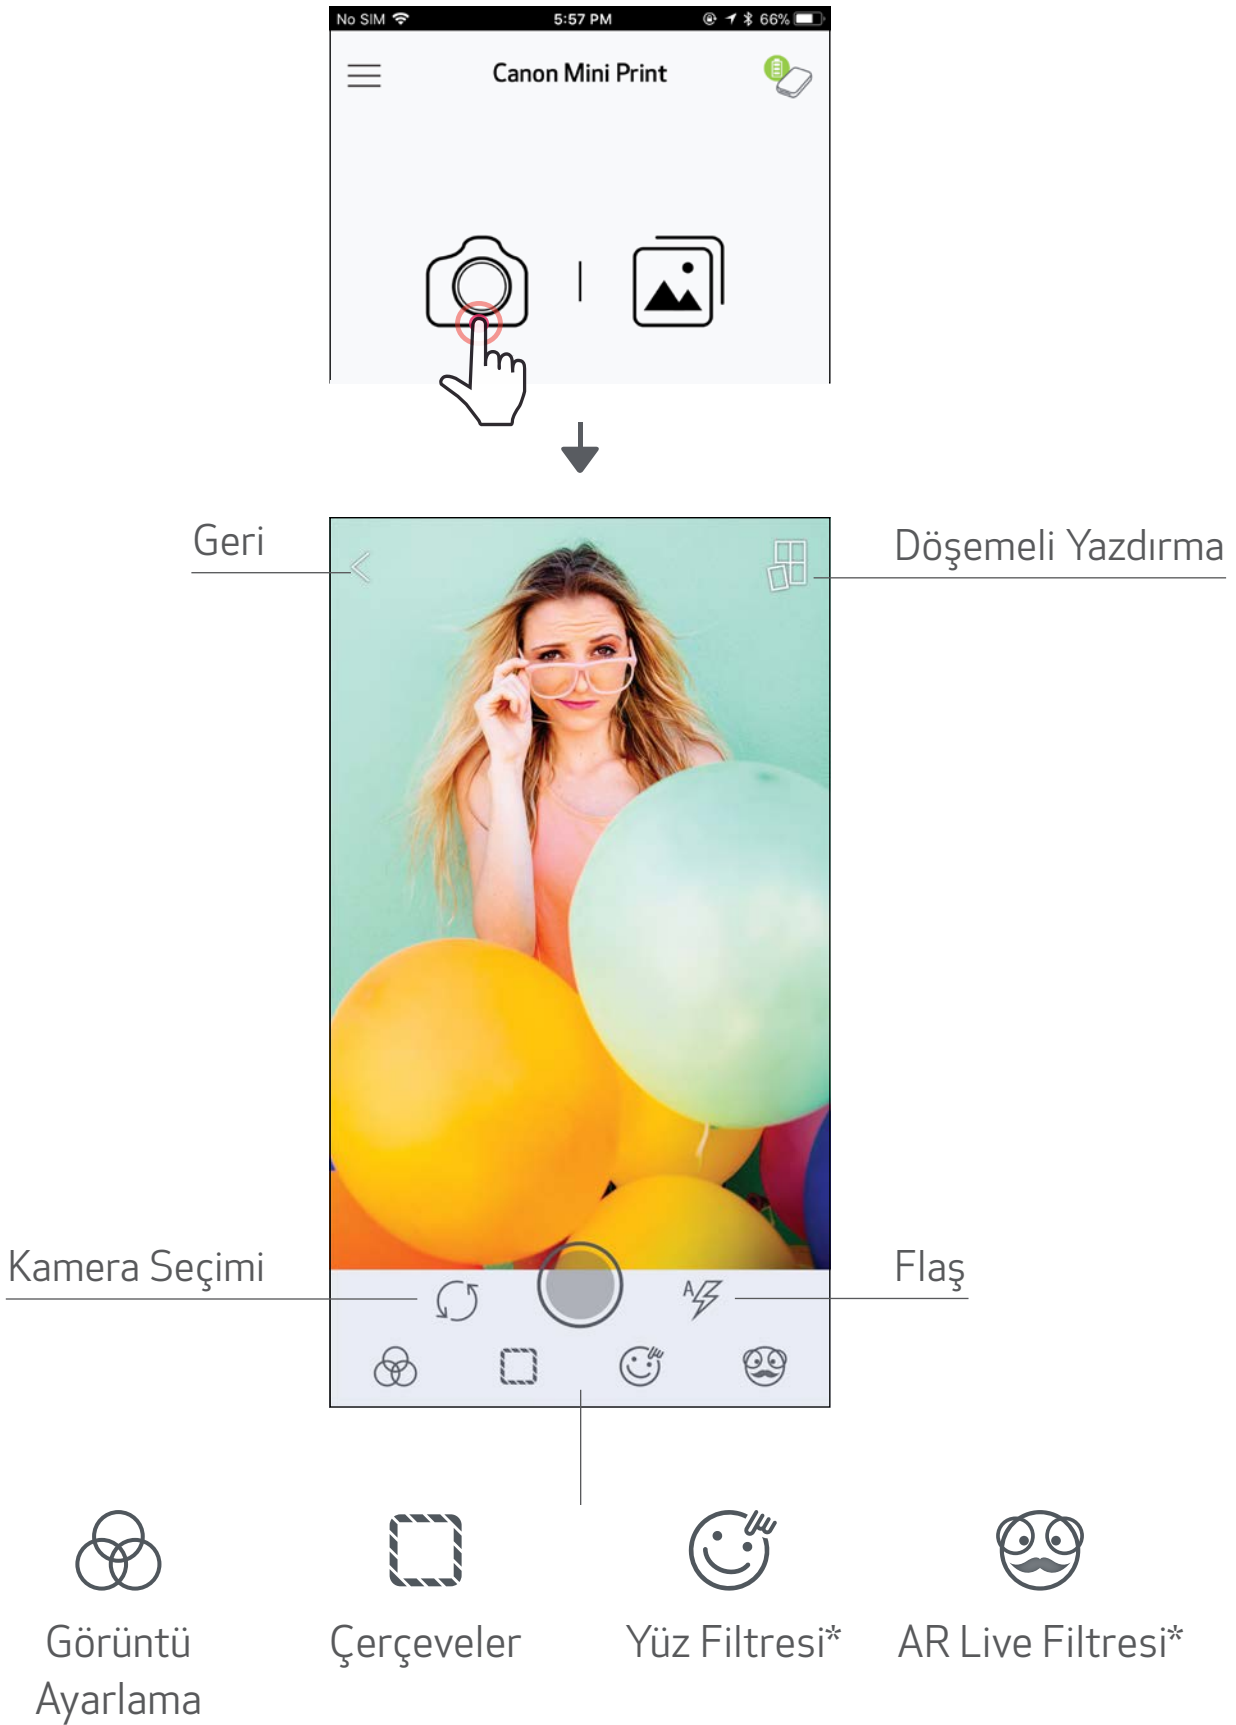 No SIM 5:57 PM 66%
Canon Mini Print
Geri
Döşemeli Yazdırma
Kamera Seçimi
Flaş
A
Görüntü
Ayarlama
Çerçeveler
Yüz Filtresi*
AR Live Filtresi*